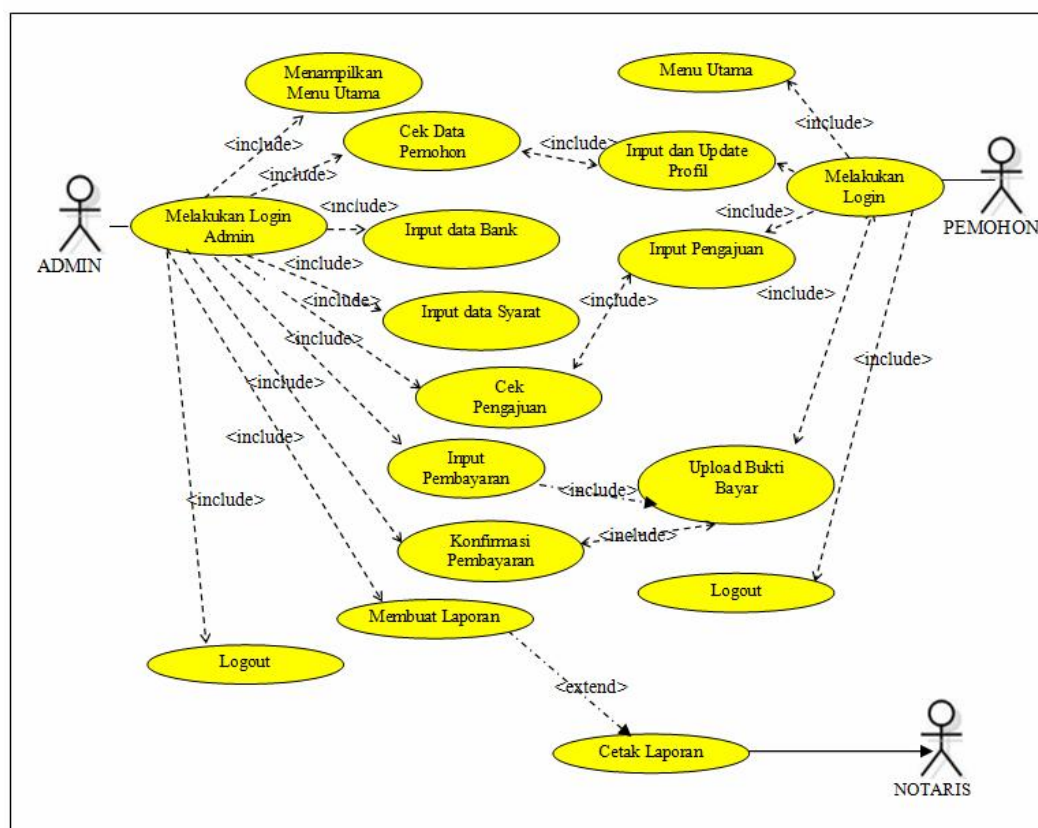 Menampilkan
Menu Utama
Menu Utama
<include>
<include>
Cek Data
Pemohon
<include>
Input dan Update
Profil
<include>
Melakukan
Login
PEMOHON
Melakukan Login
Admin
ADMIN
<include>
Input data Bank
<include>
Input Pengajuan
<include>
Input data Syarat
<include>
<include>
<include>
<include>
Cek
Pengajuan
<include>
<include>
<include>
Input
Pembayaran
<include>
Upload Bukti
Bayar
<include>
Konfirmasi
Pembayaran
<include>
Logout
Membuat Laporan
Logout
<extend>
Cetak Laporan
NOTARIS